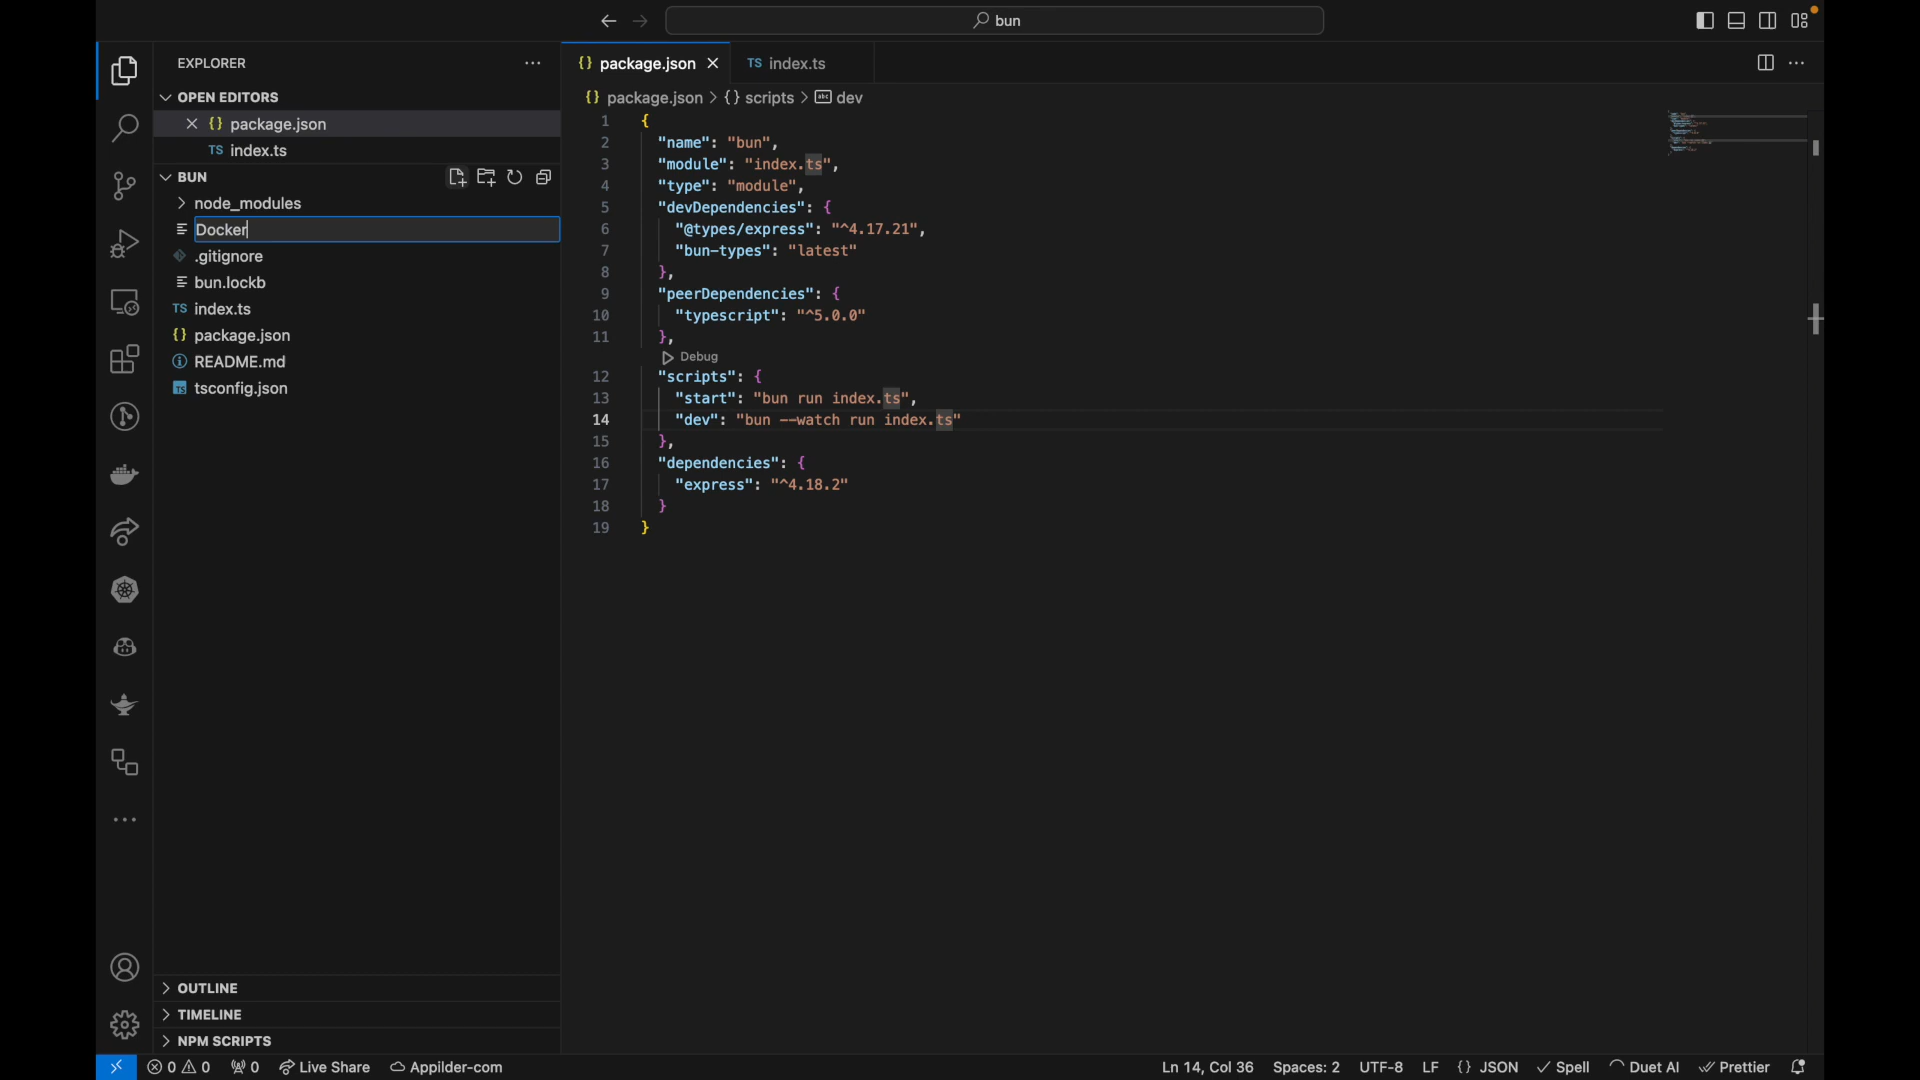 bun
EXPLORER
OPEN EDITORS
{} package.json
TS index.ts
BUN
node_modules
Docker
.gitignore
bun.lockb
TS index.ts
{} package.json
README.md
TS tsconfig.json
OUTLINE
TIMELINE
NPM SCRIPTS
{} package.json
TS index.ts
{} package.json > {} scripts > abc dev
1 {
2 "name": "bun",
3 "module": "index.ts",
4 "type": "module",
5 "devDependencies": {
6 "@types/express": "^4.17.21",
7 "bun-types": "latest"
8 },
9 "peerDependencies": {
10 "typescript": "^5.0.0"
11 },
Debug
12 "scripts": {
13 "start": "bun run index.ts",
14 "dev": "bun --watch run index.ts"
15 },
16 "dependencies": {
17 "express": "^4.18.2"
18 }
19 }
0 0 0 Live Share Appilder-com Ln 14, Col 36 Spaces: 2 UTF-8 LF {} JSON Spell Duet AI Prettier